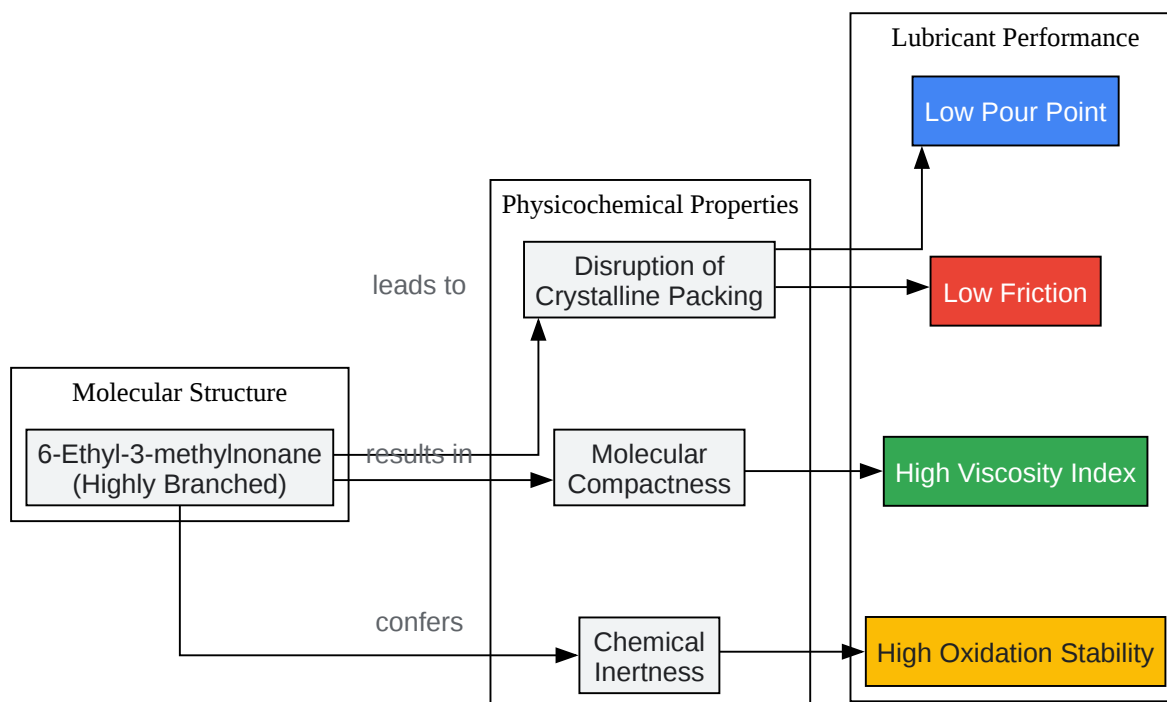 Lubricant Performance
Low Pour Point
Physicochemical Properties
leads to
Disruption of
Crystalline Packing
Low Friction
Molecular Structure
6-Ethyl-3-methylnonane
(Highly Branched)
results in
Molecular
Compactness
High Viscosity Index
confers
Chemical
Inertness
High Oxidation Stability